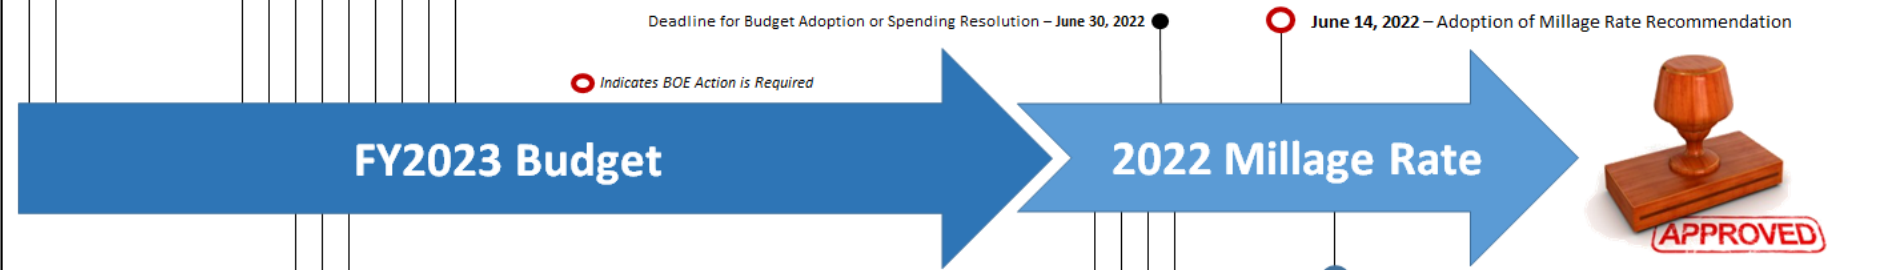 Deadline for Budget Adoption or Spending Resolution – June 30, 2022
June 14, 2022 – Adoption of Millage Rate Recommendation
Indicates BOE Action is Required
FY2023 Budget
2022 Millage Rate
APPROVED